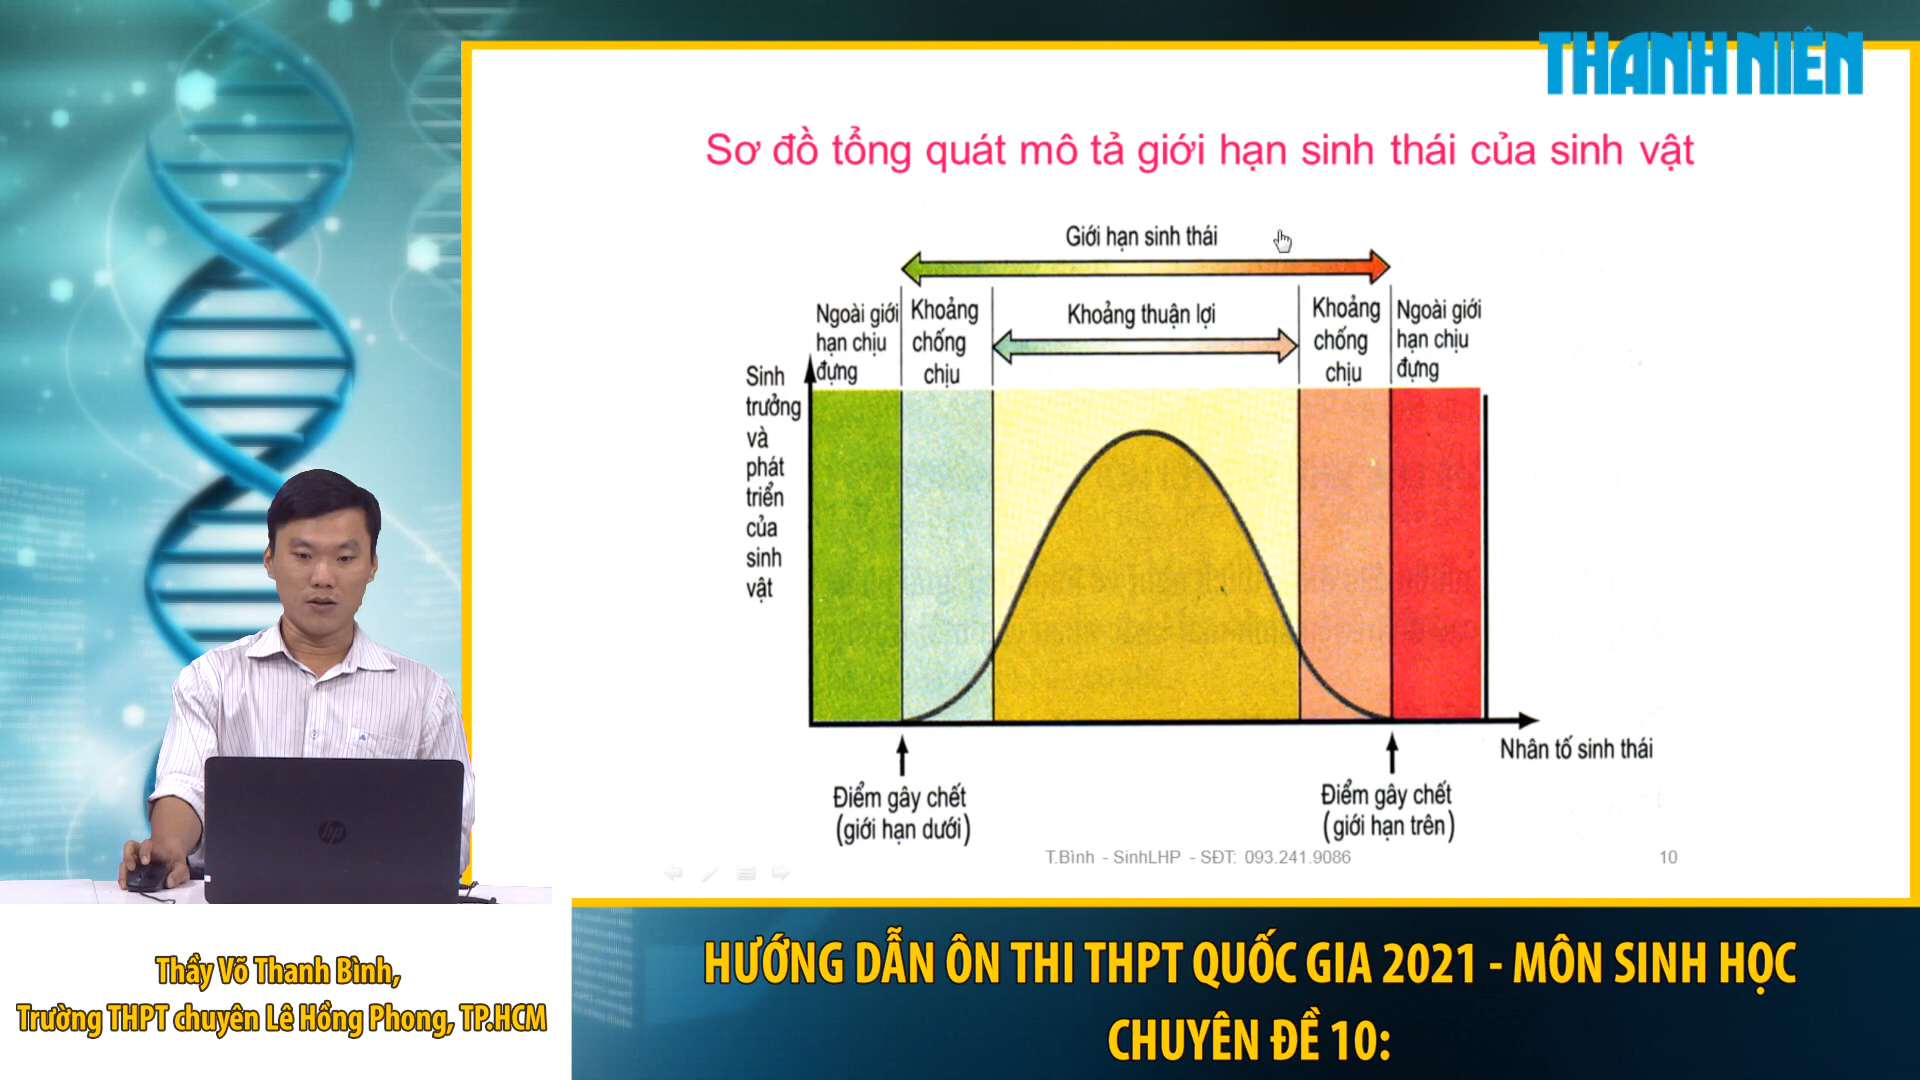 THANH NIÊN
Sơ đồ tổng quát mô tả giới hạn sinh thái của sinh vật
Giới hạn sinh thái
Ngoài giới
hạn chịu
đựng
Khoảng
chống
chịu
Khoảng thuận lợi
Khoảng
chống
chịu
Ngoài giới
hạn chịu
đựng
Sinh
trưởng
và
phát
triển
của
sinh
vật
Nhân tố sinh thái
Điểm gây chết
(giới hạn dưới)
Điểm gây chết
(giới hạn trên)
T.Bình - SinhLHP - SĐT: 093.241.9086
10
hp
Thầy Võ Thanh Bình,
Trường THPT chuyên Lê Hồng Phong, TP.HCM
HƯỚNG DẪN ÔN THI THPT QUỐC GIA 2021 - MÔN SINH HỌC
CHUYÊN ĐỀ 10: